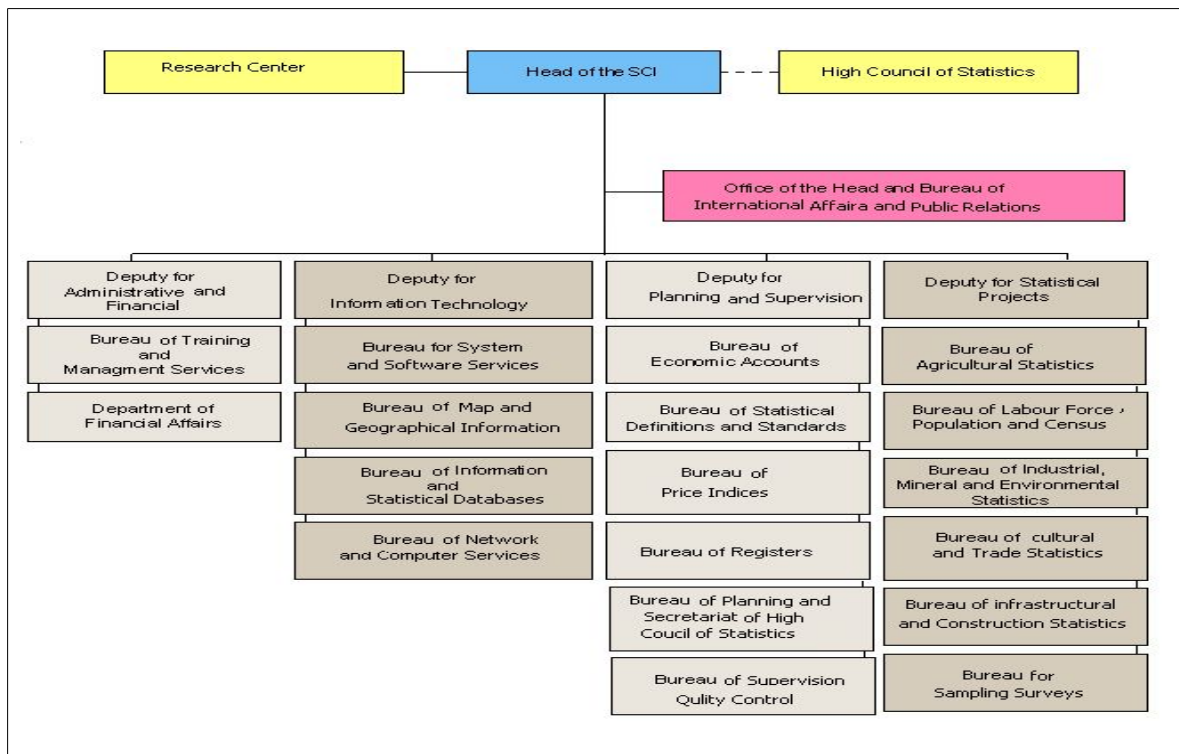 Research Center
Head of the SCI
High Council of Statistics
Office of the Head and Bureau of
International Affaira and Public Relations
Deputy for
Administrative and
Financial
Bureau of Training
and
Managment Services
Department of
Financial Affairs
Deputy for
Information Technology
Bureau for System
and Software Services
Bureau of Map and
Geographical Information
Bureau of Information
and
Statistical Databases
Bureau of Network
and Computer Services
Deputy for
Planning and Supervision
Bureau of
Economic Accounts
Bureau of Statistical
Definitions and Standards
Bureau of
Price Indices
Bureau of Registers
Bureau of Planning and
Secretariat of High
Coucil of Statistics
Bureau of Supervision
Qulity Control
Deputy for Statistical
Projects
Bureau of
Agricultural Statistics
Bureau of Labour Force ,
Population and Census
Bureau of Industrial,
Mineral and Environmental
Statistics
Bureau of cultural
and Trade Statistics
Bureau of infrastructural
and Construction Statistics
Bureau for
Sampling Surveys